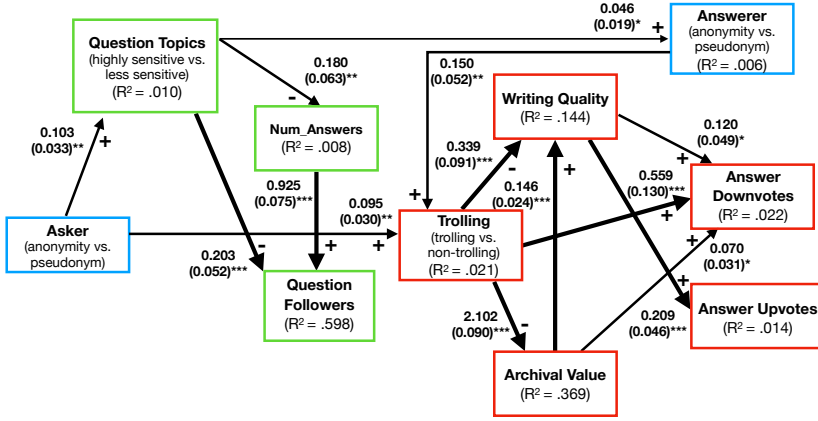 0.046
(0.019)*
+
Answerer
(anonymity vs.
pseudonym)
(R² = .006)
Question Topics
(highly sensitive vs.
less sensitive)
(R² = .010)
0.180
(0.063)**
-
0.150
(0.052)**
Writing Quality
(R² = .144)
0.103
(0.033)**
+
Num_Answers
(R² = .008)
0.339
(0.091)***
-
0.120
(0.049)*
+
0.925
(0.075)***
0.095
(0.030)**
+
0.146
(0.024)***
+
0.559
(0.130)***
+
Answer
Downvotes
(R² = .022)
Asker
(anonymity vs.
pseudonym)
+
Trolling
(trolling vs.
non-trolling)
(R² = .021)
0.203
(0.052)***
-
+
+
0.070
(0.031)*
Question
Followers
(R² = .598)
+
Answer Upvotes
(R² = .014)
2.102
(0.090)***
-
0.209
(0.046)***
Archival Value
(R² = .369)